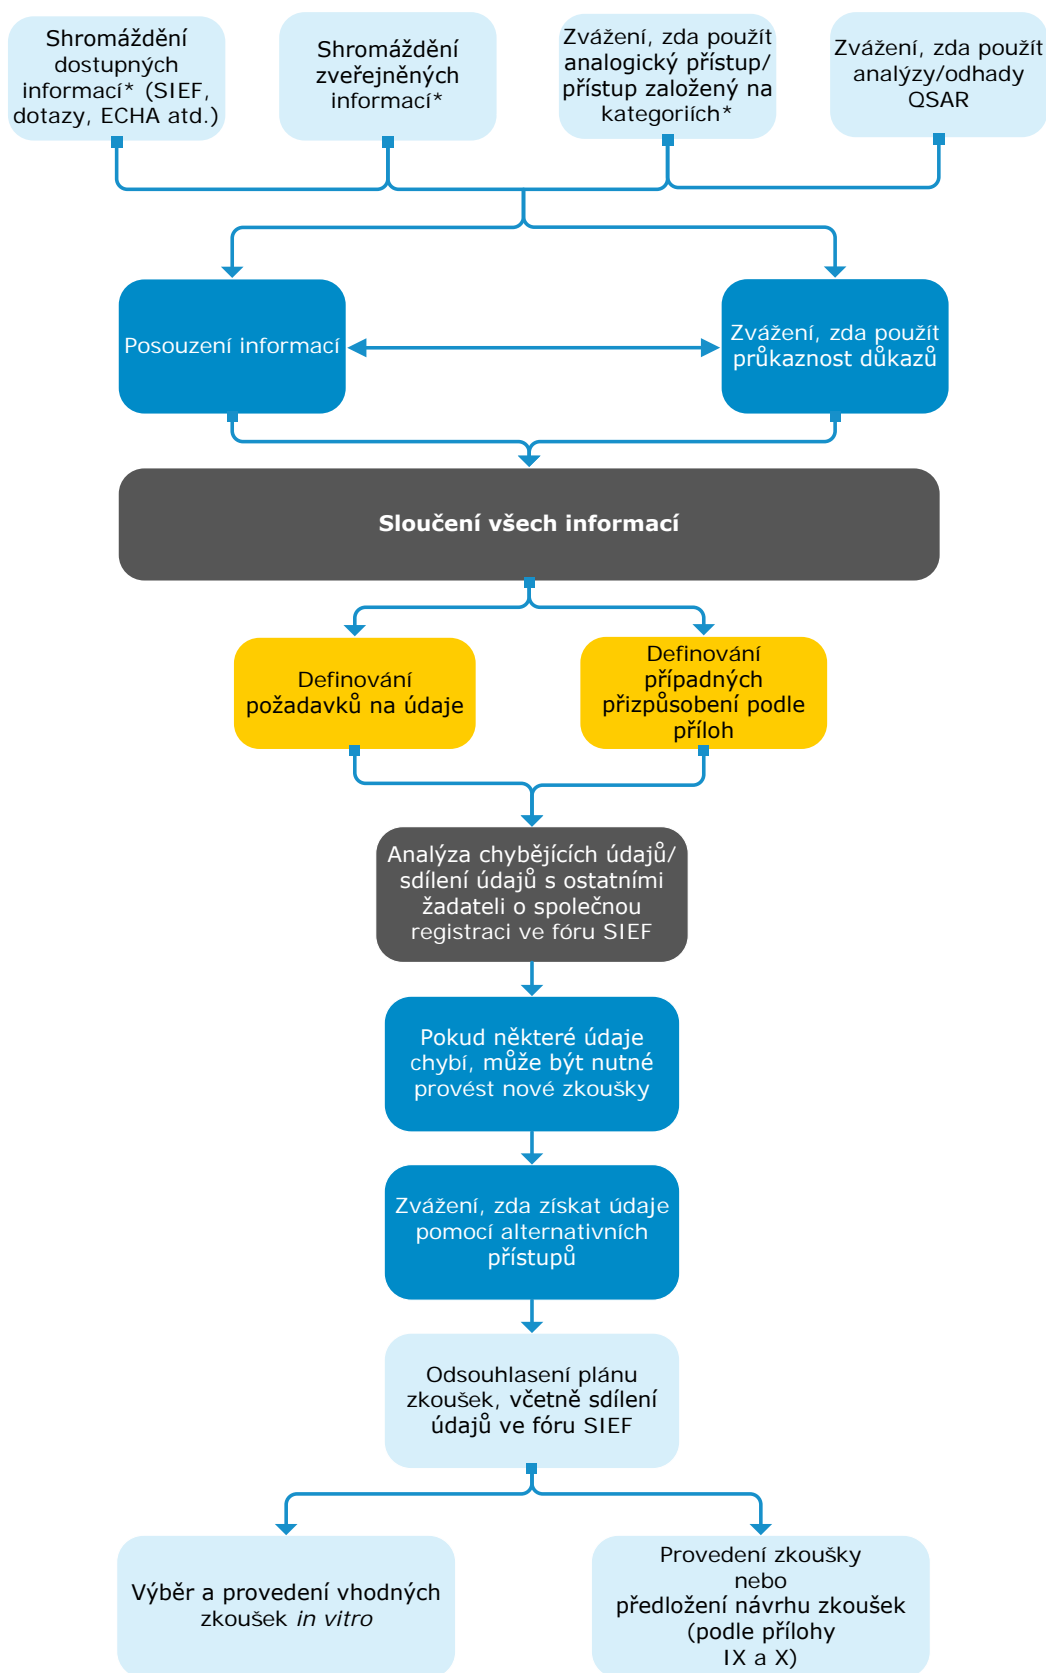 Shromáždění
dostupných
informací* (SIEF,
dotazy, ECHA atd.)
Shromáždění
zveřejněných
informací*
Zvážení, zda použít
analogický přístup/
přístup založený na
kategoriích*
Zvážení, zda použít
analýzy/odhady
QSAR
Posouzení informací
Zvážení, zda použít
průkaznost důkazů
Sloučení všech informací
Definování
požadavků na údaje
Definování
případných
přizpůsobení podle
příloh
Analýza chybějících údajů/
sdílení údajů s ostatními
žadateli o společnou
registraci ve fóru SIEF
Pokud některé údaje
chybí, může být nutné
provést nové zkoušky
Zvážení, zda získat údaje
pomocí alternativních
přístupů
Odsouhlasení plánu
zkoušek, včetně sdílení
údajů ve fóru SIEF
Výběr a provedení vhodných
zkoušek in vitro
Provedení zkoušky
nebo
předložení návrhu zkoušek
(podle přílohy
IX a X)